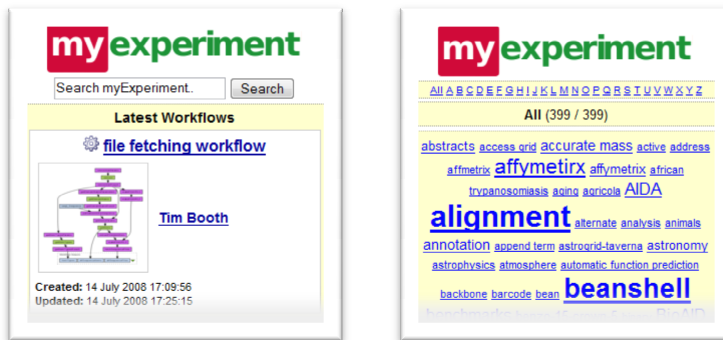 myexperiment
Search myExperiment.. Search
Latest Workflows
file fetching workflow
Tim Booth
Created: 14 July 2008 17:09:56
Updated: 14 July 2008 17:25:15
myexperiment
All A B C D E F G H I J K L M N O P Q R S T U V W X Y Z
All (399 / 399)
abstracts access grid accurate mass active address
affmetrix affymetirx affymetrix african
trypanosomiasis aging agricola AIDA
alignment alternate analysis animals
annotation append term astrogrid-taverna astronomy
astrophysics atmosphere automatic function prediction
backbone barcode bean beanshell
benchmarks BioAID